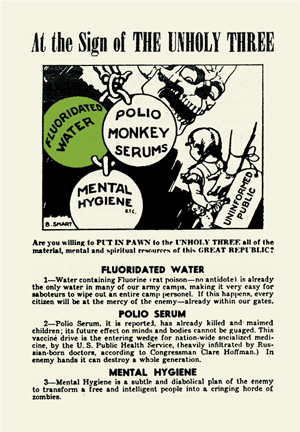 At the Sign of THE UNHOLY THREE
FLUORIDATED
WATER
POLIO
MONKEY
SERUMS
MENTAL
HYGIENE
ETC.
B. SMART
UNINFORMED
PUBLIC
Are you willing to PUT IN PAWN to the UNHOLY THREE all of the
material, mental and spiritual resources of this GREAT REPUBLIC?
FLUORIDATED WATER
1—Water containing Fluorine (rat poison—no antidote) is already
the only water in many of our army camps, making it very easy for
saboteurs to wipe out an entire camp personel. If this happens, every
citizen will be at the mercy of the enemy—already within our gates.
POLIO SERUM
2—Polio Serum, it is reported, has already killed and maimed
children; its future effect on minds and bodies cannot be guaged. This
vaccine drive is the entering wedge for nation-wide socialized medi-
cine, by the U. S. Public Health Service, (heavily infiltrated by Rus-
sian-born doctors, according to Congressman Clare Hoffman.) In
enemy hands it can destroy a whole generation.
MENTAL HYGIENE
3—Mental Hygiene is a subtle and diabolical plan of the enemy
to transform a free and intelligent people into a cringing horde of
zombies.